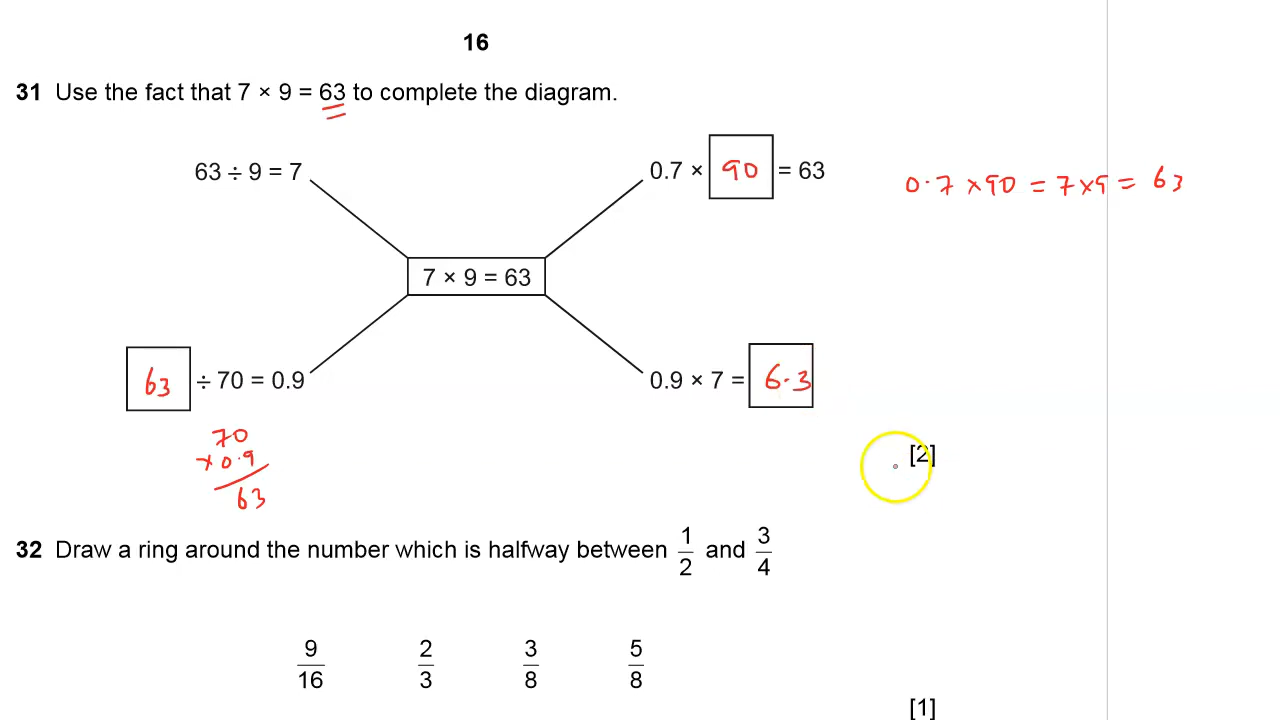 16
31 Use the fact that 7 × 9 = 63 to complete the diagram.
63 ÷ 9 = 7
0.7 × 90 = 63
0.7 × 90 = 7 × 9 = 63
7 × 9 = 63
63 ÷ 70 = 0.9
0.9 × 7 = 6.3
70
× 0.9
63
[2]
32 Draw a ring around the number which is halfway between 1/2 and 3/4
9/16 2/3 3/8 5/8
[1]